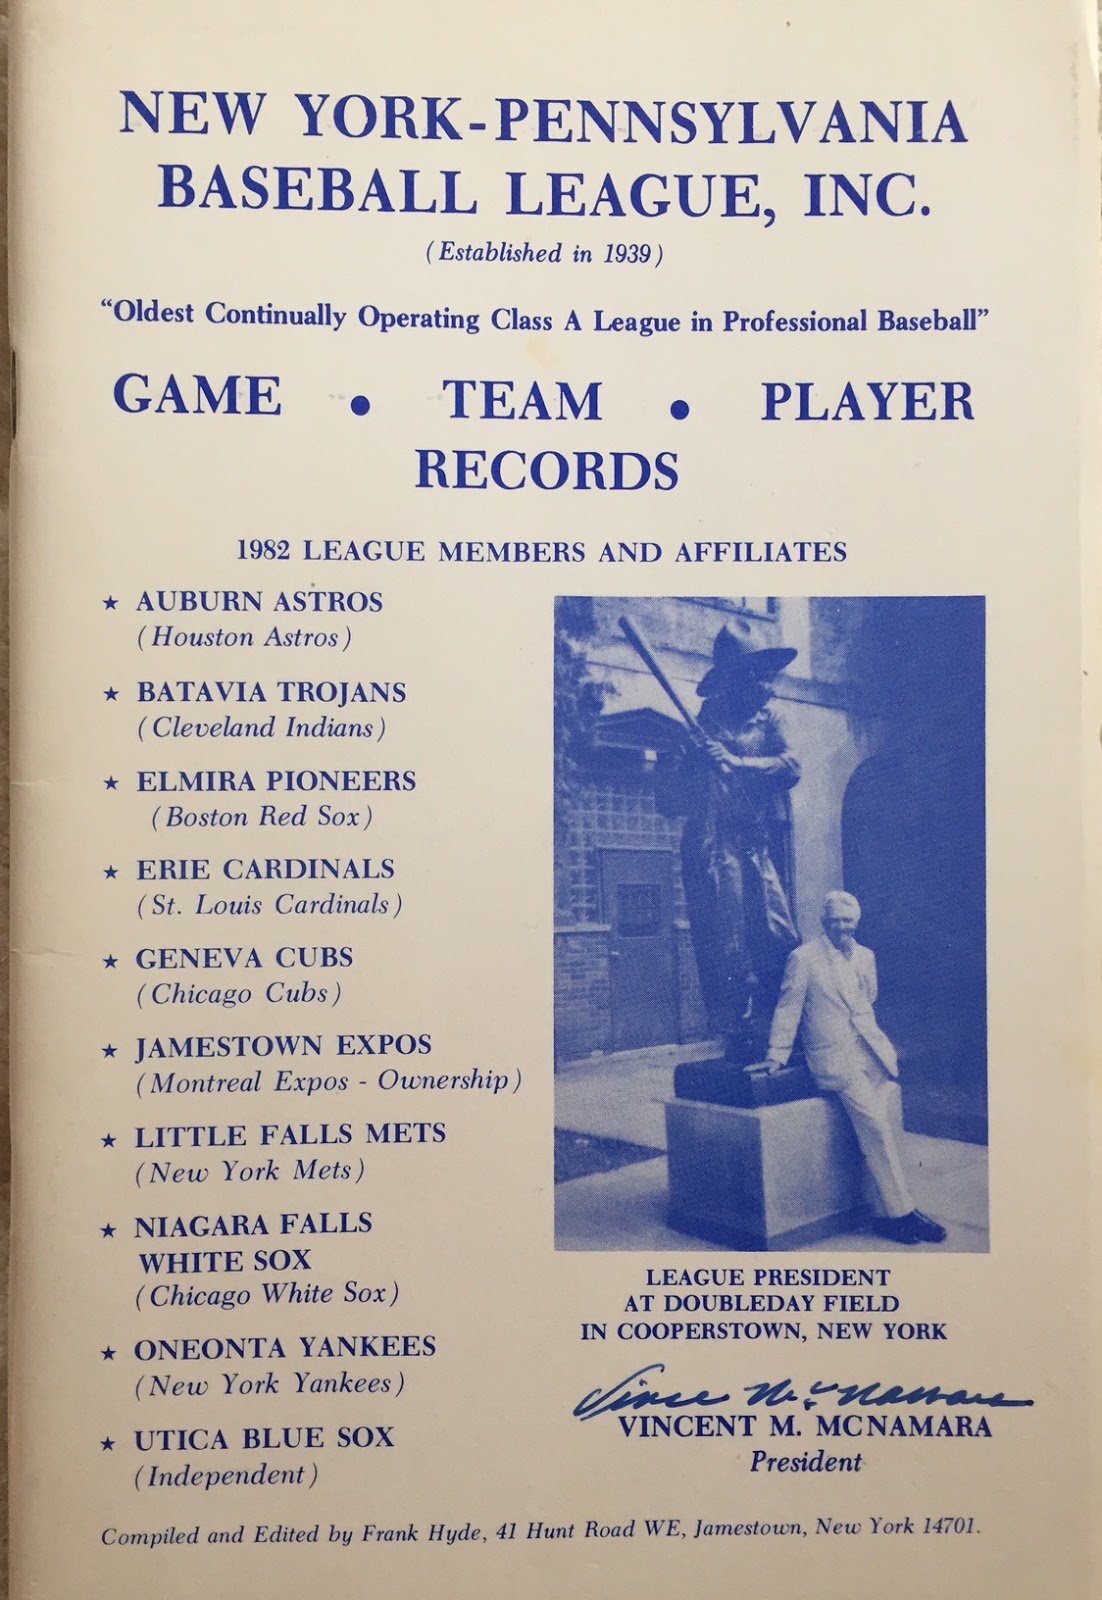 NEW YORK-PENNSYLVANIA
BASEBALL LEAGUE, INC.
(Established in 1939)
“Oldest Continually Operating Class A League in Professional Baseball”
GAME • TEAM • PLAYER
RECORDS
1982 LEAGUE MEMBERS AND AFFILIATES
★ AUBURN ASTROS
(Houston Astros)
★ BATAVIA TROJANS
(Cleveland Indians)
★ ELMIRA PIONEERS
(Boston Red Sox)
★ ERIE CARDINALS
(St. Louis Cardinals)
★ GENEVA CUBS
(Chicago Cubs)
★ JAMESTOWN EXPOS
(Montreal Expos - Ownership)
★ LITTLE FALLS METS
(New York Mets)
★ NIAGARA FALLS
WHITE SOX
(Chicago White Sox)
★ ONEONTA YANKEES
(New York Yankees)
★ UTICA BLUE SOX
(Independent)
LEAGUE PRESIDENT
AT DOUBLEDAY FIELD
IN COOPERSTOWN, NEW YORK
Vince McNamara
VINCENT M. MCNAMARA
President
Compiled and Edited by Frank Hyde, 41 Hunt Road WE, Jamestown, New York 14701.